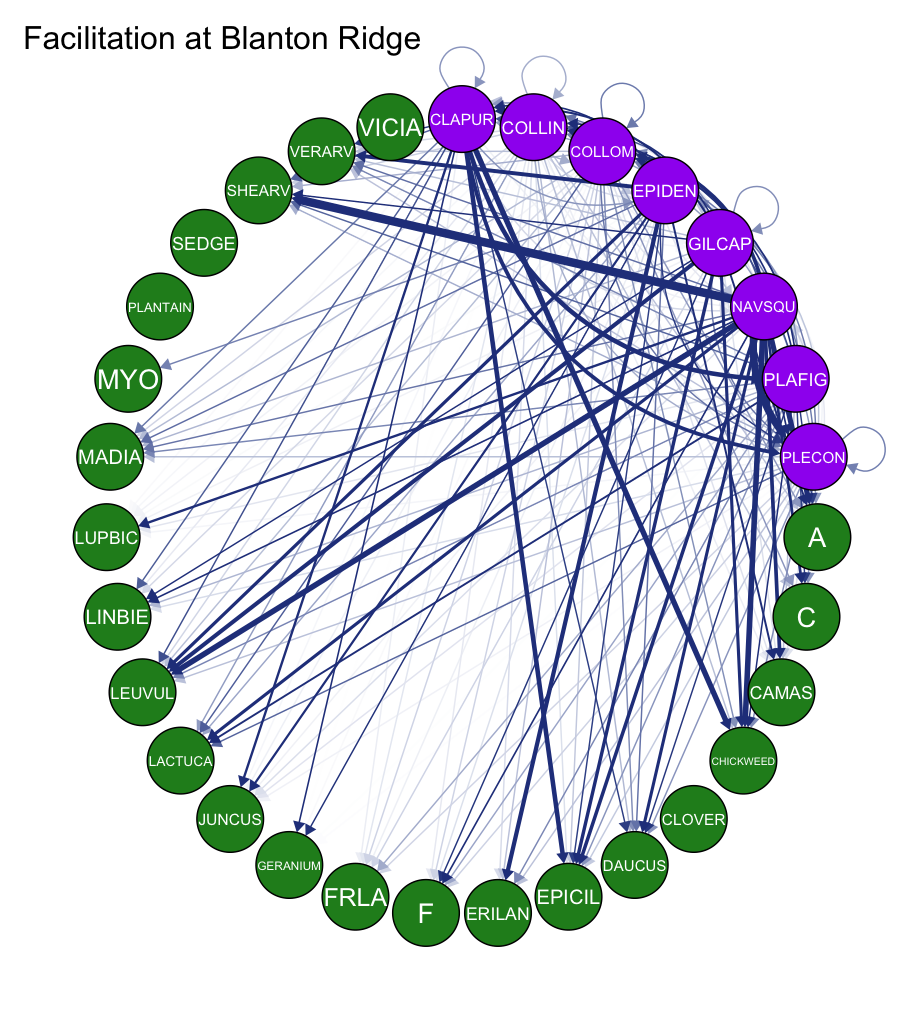 Facilitation at Blanton Ridge
CLAPUR
COLLIN
COLLOM
EPIDEN
GILCAP
NAVSQU
PLAFIG
PLECON
A
C
CAMAS
CHICKWEED
CLOVER
DAUCUS
EPICIL
ERILAN
F
FRLA
GERANIUM
JUNCUS
LACTUCA
LEUVUL
LINBIE
LUPBIC
MADIA
MYO
PLANTAIN
SEDGE
SHEARV
VERARV
VICIA